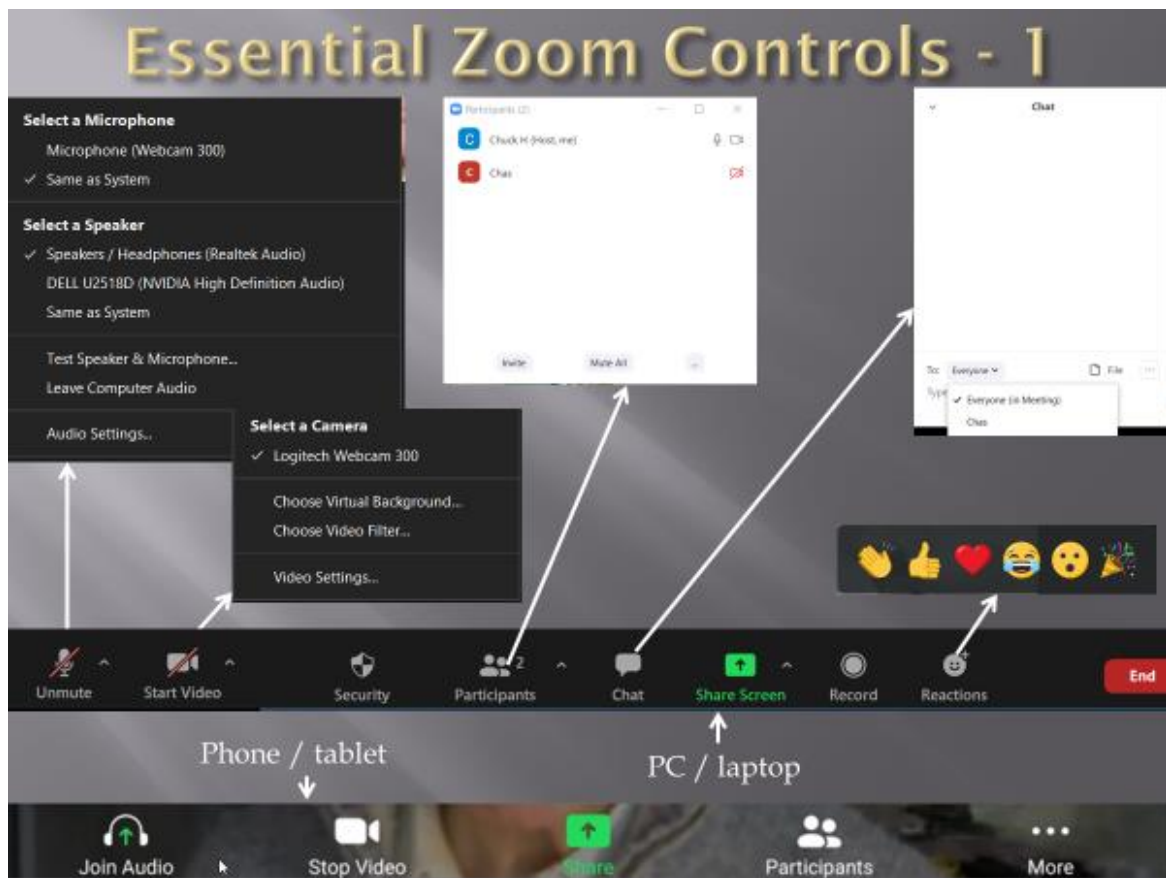 Essential Zoom Controls - 1
Select a Microphone
Microphone (Webcam 300)
✓ Same as System
Select a Speaker
✓ Speakers / Headphones (Realtek Audio)
DELL U2518D (NVIDIA High Definition Audio)
Same as System
Test Speaker & Microphone...
Leave Computer Audio
Audio Settings...
Select a Camera
✓ Logitech Webcam 300
Choose Virtual Background...
Choose Video Filter...
Video Settings...
Participants (2)
C Chuck H (Host, me)
C Chas
Invite Mute All ...
Chat
To: Everyone File ...
Type
✓ Everyone (in Meeting)
Chas
2
Unmute Start Video Security Participants Chat Share Screen Record Reactions End
Phone / tablet
PC / laptop
Join Audio Stop Video Share Participants More